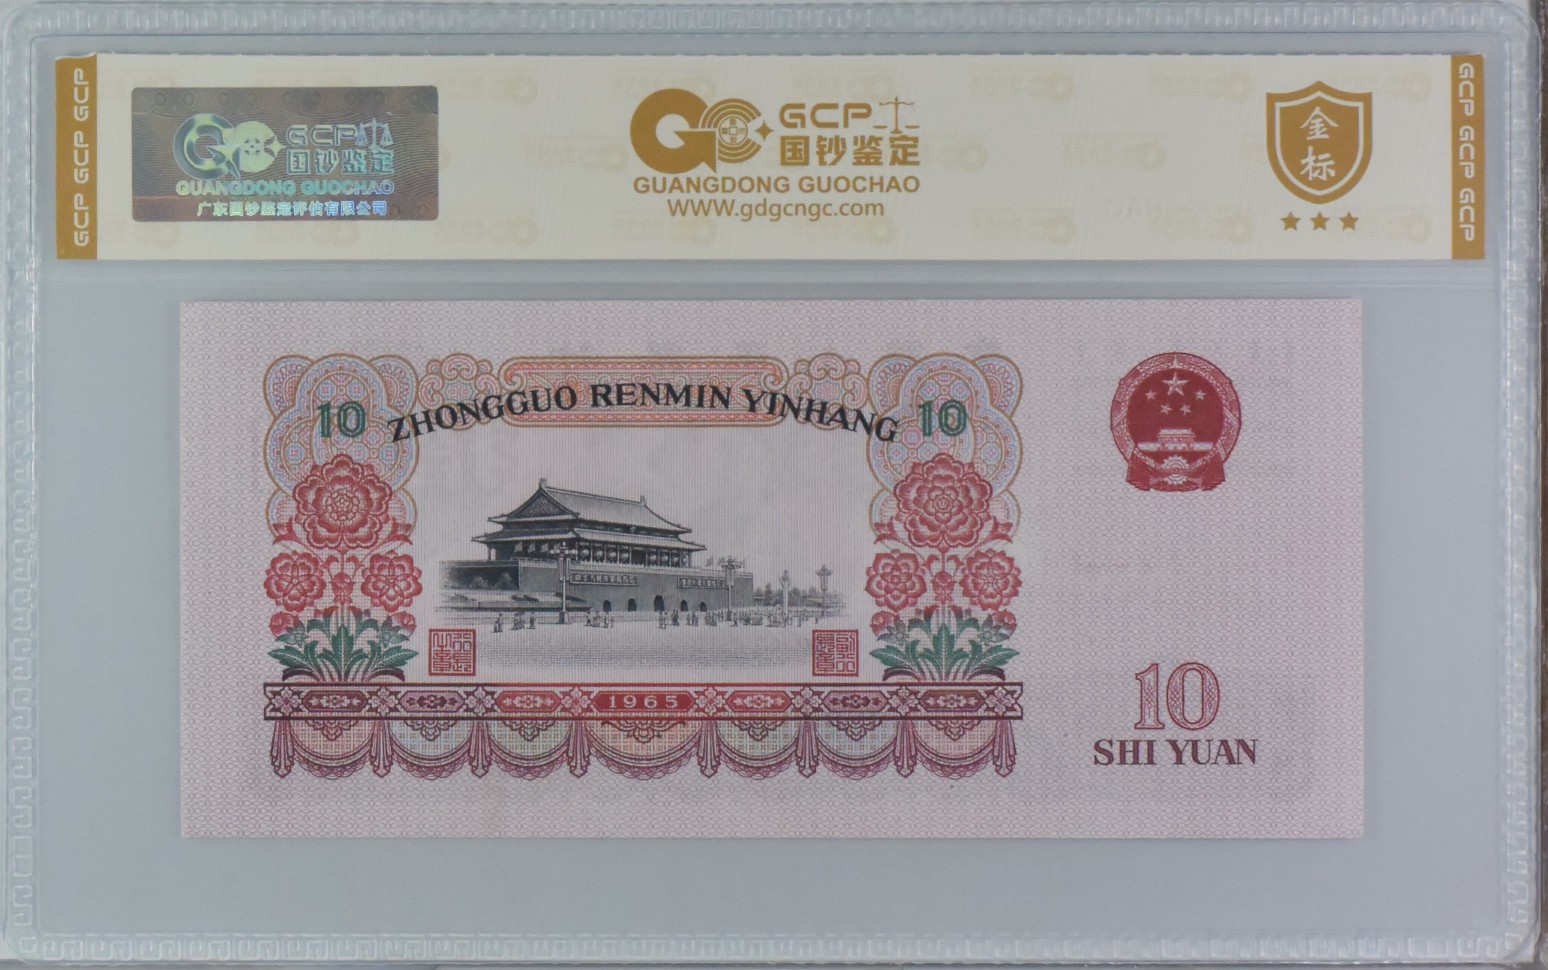 GCP GCP GCP
GCP
国钞鉴定
GUANGDONG GUOCHAO
广东国钞鉴定评估有限公司
GCP
国钞鉴定
GUANGDONG GUOCHAO
WWW.gdgcngc.com
金
标
GCP GCP GCP
10 ZHONGGUO RENMIN YINHANG 10
1965
10
SHI YUAN